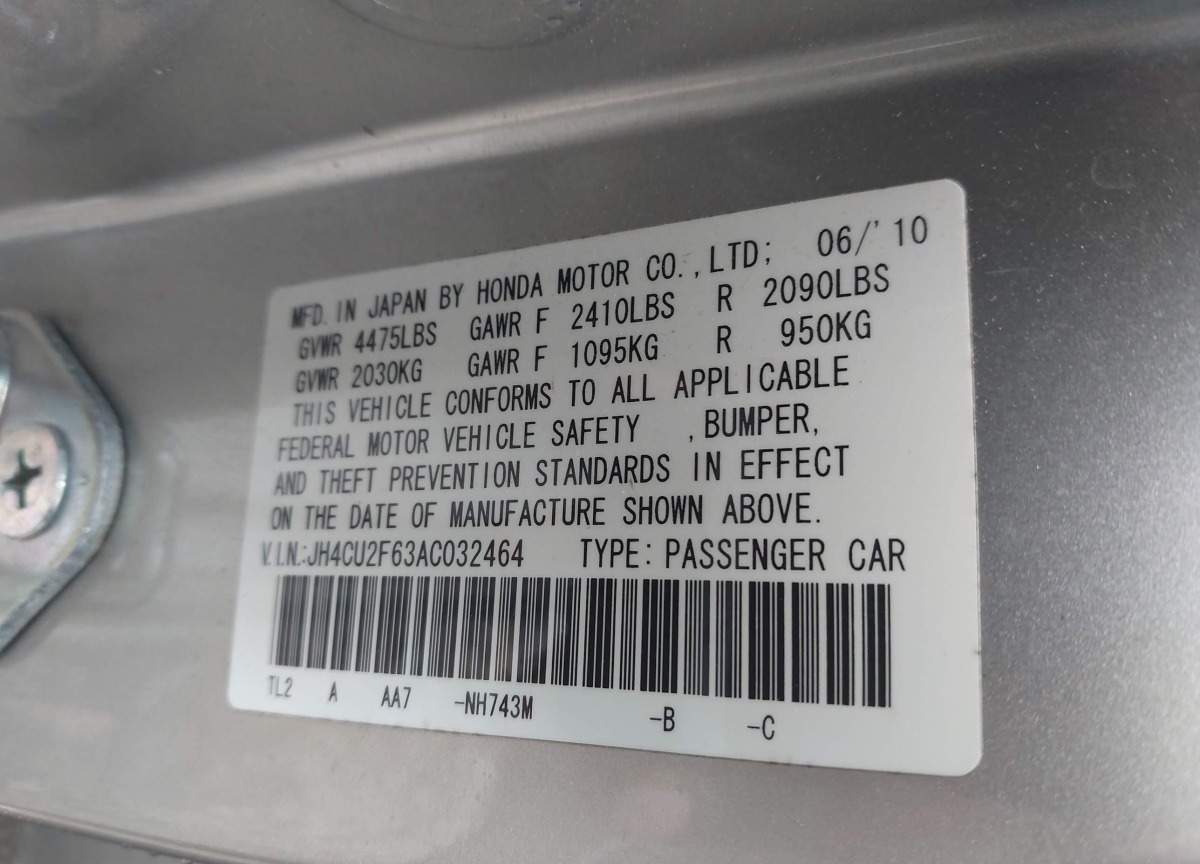 MFD. IN JAPAN BY HONDA MOTOR CO., LTD; 06/'10
GVWR 4475LBS GAWR F 2410LBS R 2090LBS
GVWR 2030KG GAWR F 1095KG R 950KG
THIS VEHICLE CONFORMS TO ALL APPLICABLE
FEDERAL MOTOR VEHICLE SAFETY , BUMPER,
AND THEFT PREVENTION STANDARDS IN EFFECT
ON THE DATE OF MANUFACTURE SHOWN ABOVE.
V.I.N.:JH4CU2F63AC032464 TYPE: PASSENGER CAR
TL2 A AA7 -NH743M -B -C